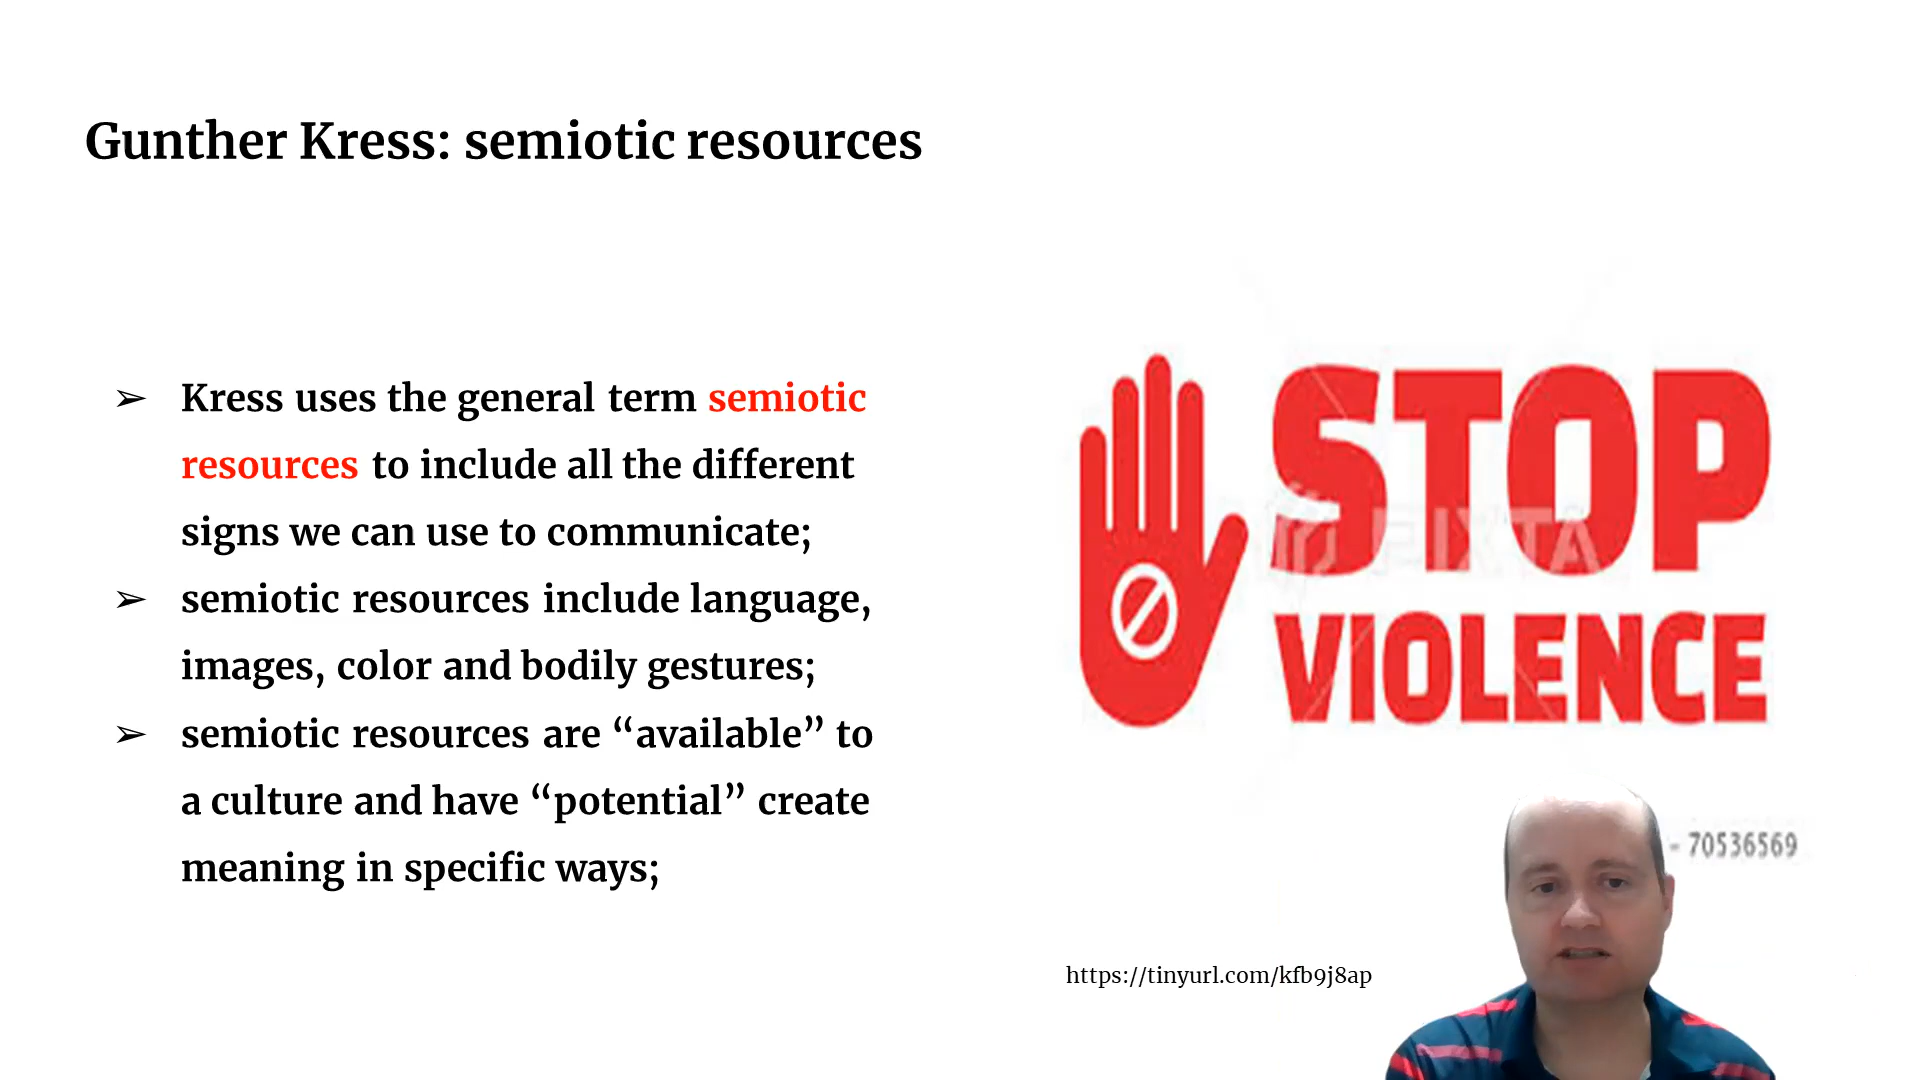 Gunther Kress: semiotic resources
➢ Kress uses the general term semiotic
resources to include all the different
signs we can use to communicate;
➢ semiotic resources include language,
images, color and bodily gestures;
➢ semiotic resources are “available” to
a culture and have “potential” create
meaning in specific ways;
STOP
VIOLENCE
PIXTA
- 70536569
https://tinyurl.com/kfb9j8ap